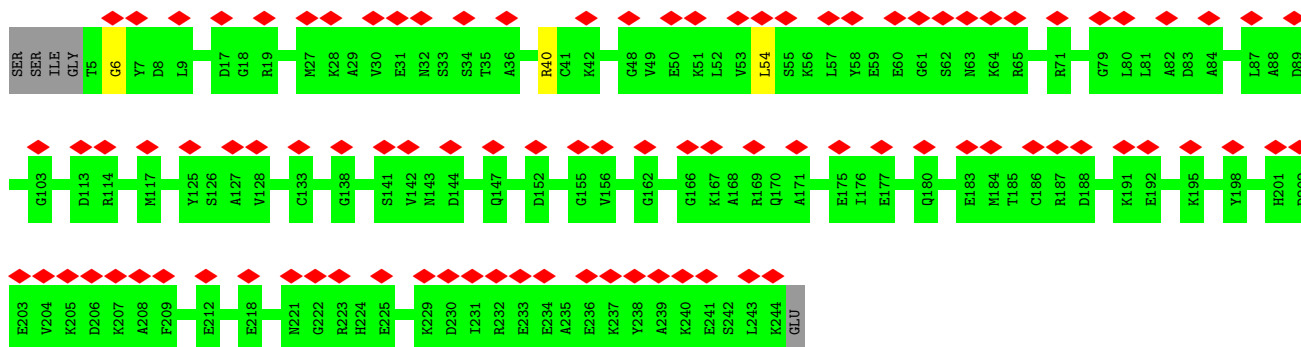 SER SER ILE GLY T5 G6 Y7 D8 L9 D17 G18 R19 M27 K28 A29 V30 E31 N32 S33 S34 T35 A36 R40 C41 K42 G48 V49 E50 K51 L52 V53 L54 S55 K56 L57 Y58 E59 E60 G61 S62 N63 K64 R65 R71 G79 L80 L81 A82 D83 A84 L87 A88 D89
G103 D113 R114 M117 Y125 S126 A127 V128 C133 G138 S141 V142 N143 D144 Q147 D152 G155 V156 G162 G166 K167 A168 R169 Q170 A171 E175 I176 E177 Q180 E183 M184 T185 C186 R187 D188 K191 E192 K195 Y198 H201
E203 V204 K205 D206 K207 A208 F209 E212 E218 N221 G222 R223 H224 E225 K229 D230 I231 R232 E233 E234 A235 E236 K237 Y238 A239 K240 E241 S242 L243 K244 GLU